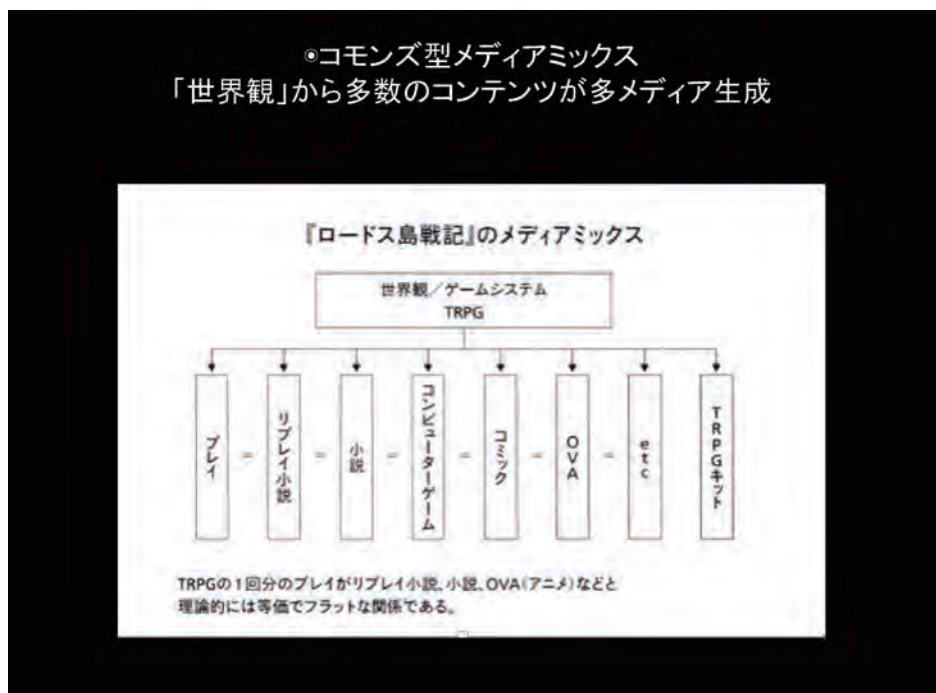 ◉コモンズ型メディアミックス
「世界観」から多数のコンテンツが多メディア生成
『ロードス島戦記』のメディアミックス
世界観／ゲームシステム
TRPG
プレイ
=
リプレイ小説
=
小説
=
コンピューターゲーム
=
コミック
=
OVA
=
etc
TRPGキット
TRPGの1回分のプレイがリプレイ小説、小説、OVA（アニメ）などと
理論的には等価でフラットな関係である。